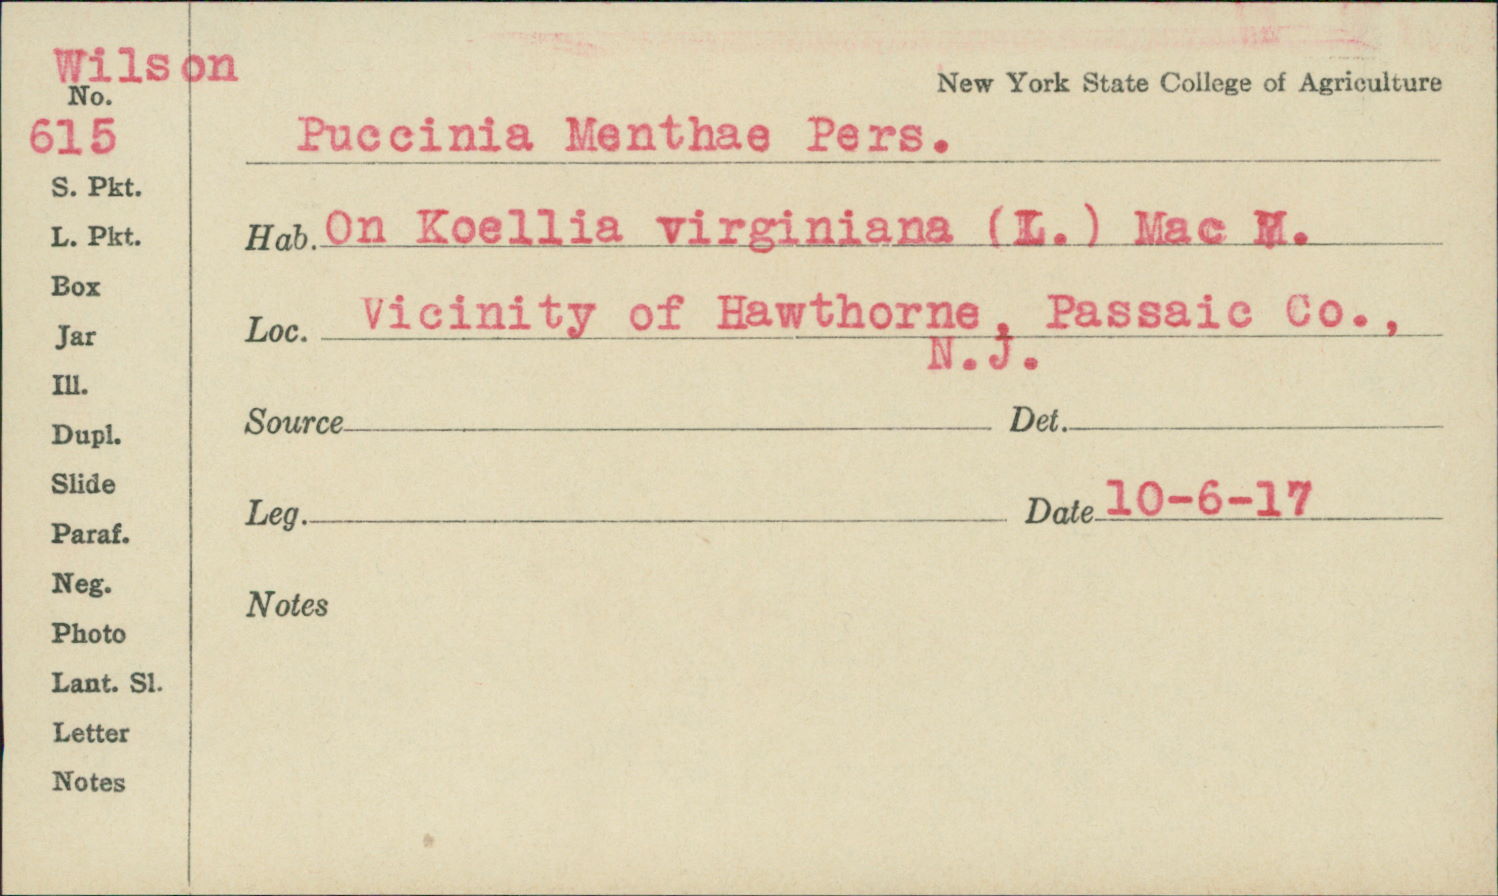 Wilson
New York State College of Agriculture
No.
615
Puccinia Menthae Pers.
S. Pkt.
L. Pkt.
Hab. On Koellia virginiana (L.) Mac M.
Box
Loc. Vicinity of Hawthorne, Passaic Co.,
N.J.
Jar
Ill.
Source Det.
Dupl.
Slide
Leg. Date 10-6-17
Paraf.
Neg.
Notes
Photo
Lant. Sl.
Letter
Notes